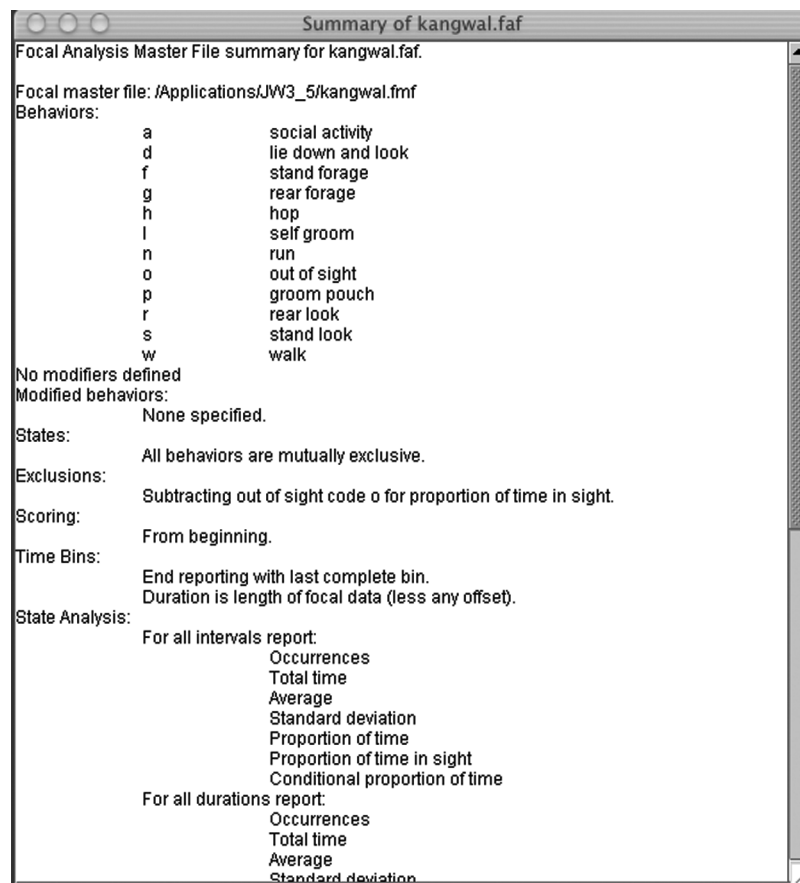 Summary of kangwal.faf
Focal Analysis Master File summary for kangwal.faf.
Focal master file: /Applications/JW3_5/kangwal.fmf
Behaviors:
a social activity
d lie down and look
f stand forage
g rear forage
h hop
l self groom
n run
o out of sight
p groom pouch
r rear look
s stand look
w walk
No modifiers defined
Modified behaviors:
None specified.
States:
All behaviors are mutually exclusive.
Exclusions:
Subtracting out of sight code o for proportion of time in sight.
Scoring:
From beginning.
Time Bins:
End reporting with last complete bin.
Duration is length of focal data (less any offset).
State Analysis:
For all intervals report:
Occurrences
Total time
Average
Standard deviation
Proportion of time
Proportion of time in sight
Conditional proportion of time
For all durations report:
Occurrences
Total time
Average
Standard deviation